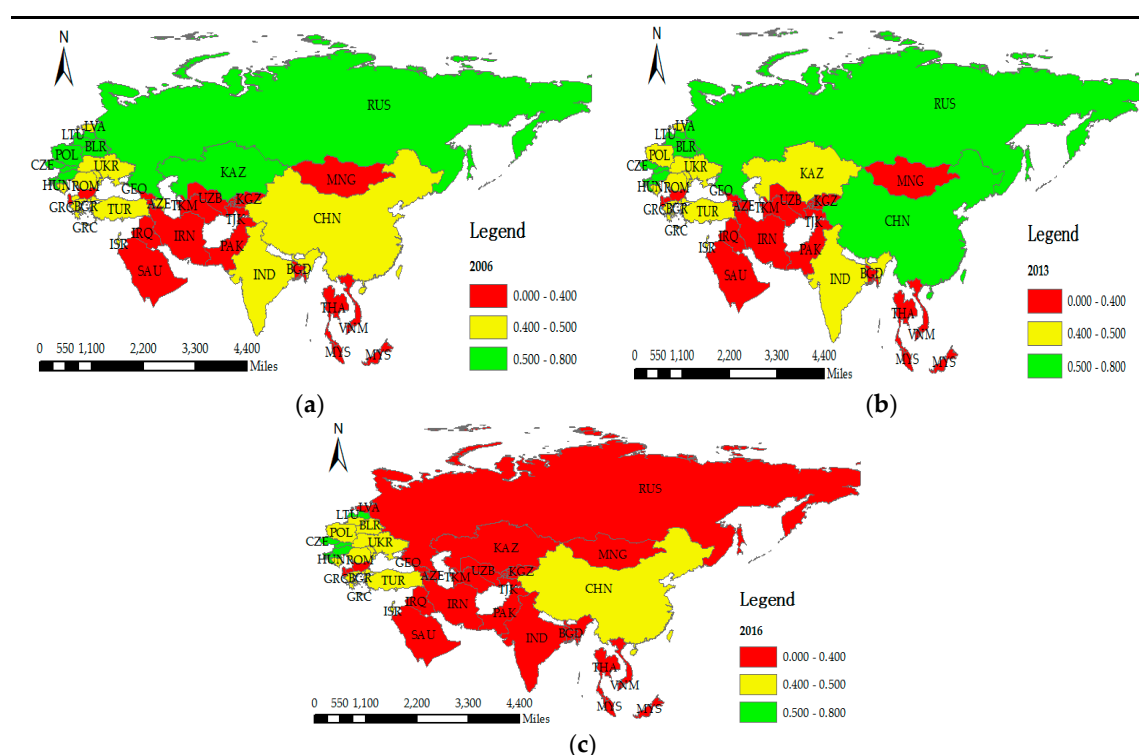 N
RUS
LVA
LTU
BLR
POL
CZE
UKR
KAZ
HUN
ROM
MNG
GEO
UZB
KGZ
GRC
BGR
TUR
AZE
TKM
CHN
GRC
TJK
IRQ
IRN
ISR
PAK
SAU
IND
BGD
THA
VNM
MYS
MYS
Legend
2006
0.000 - 0.400
0.400 - 0.500
0.500 - 0.800
0 550 1,100 2,200 3,300 4,400
Miles
(a)
N
RUS
LVA
LTU
BLR
POL
CZE
UKR
KAZ
HUN
ROM
MNG
GEO
UZB
KGZ
GRC
BGR
TUR
AZE
TKM
CHN
GRC
TJK
IRQ
IRN
ISR
PAK
SAU
IND
BGD
THA
VNM
MYS
MYS
Legend
2013
0.000 - 0.400
0.400 - 0.500
0.500 - 0.800
0 550 1,100 2,200 3,300 4,400
Miles
(b)
N
RUS
LVA
LTU
BLR
POL
CZE
UKR
KAZ
HUN
ROM
MNG
GEO
UZB
KGZ
GRC
BGR
TUR
AZE
TKM
CHN
GRC
TJK
IRQ
IRN
ISR
PAK
SAU
IND
BGD
THA
VNM
MYS
MYS
Legend
2016
0.000 - 0.400
0.400 - 0.500
0.500 - 0.800
0 550 1,100 2,200 3,300 4,400
Miles
(c)